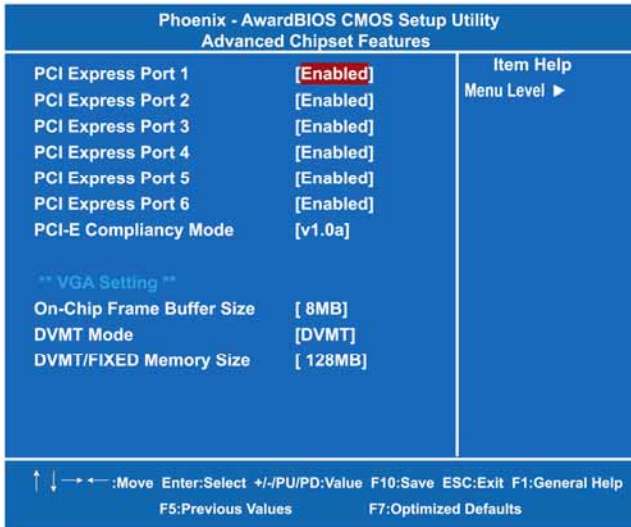 Phoenix - AwardBIOS CMOS Setup Utility
Advanced Chipset Features
PCI Express Port 1 [Enabled]
PCI Express Port 2 [Enabled]
PCI Express Port 3 [Enabled]
PCI Express Port 4 [Enabled]
PCI Express Port 5 [Enabled]
PCI Express Port 6 [Enabled]
PCI-E Compliancy Mode [v1.0a]
** VGA Setting **
On-Chip Frame Buffer Size [ 8MB]
DVMT Mode [DVMT]
DVMT/FIXED Memory Size [ 128MB]
Item Help
Menu Level ►
↑ ↓ → ← :Move Enter:Select +/-/PU/PD:Value F10:Save ESC:Exit F1:General Help
F5:Previous Values F7:Optimized Defaults